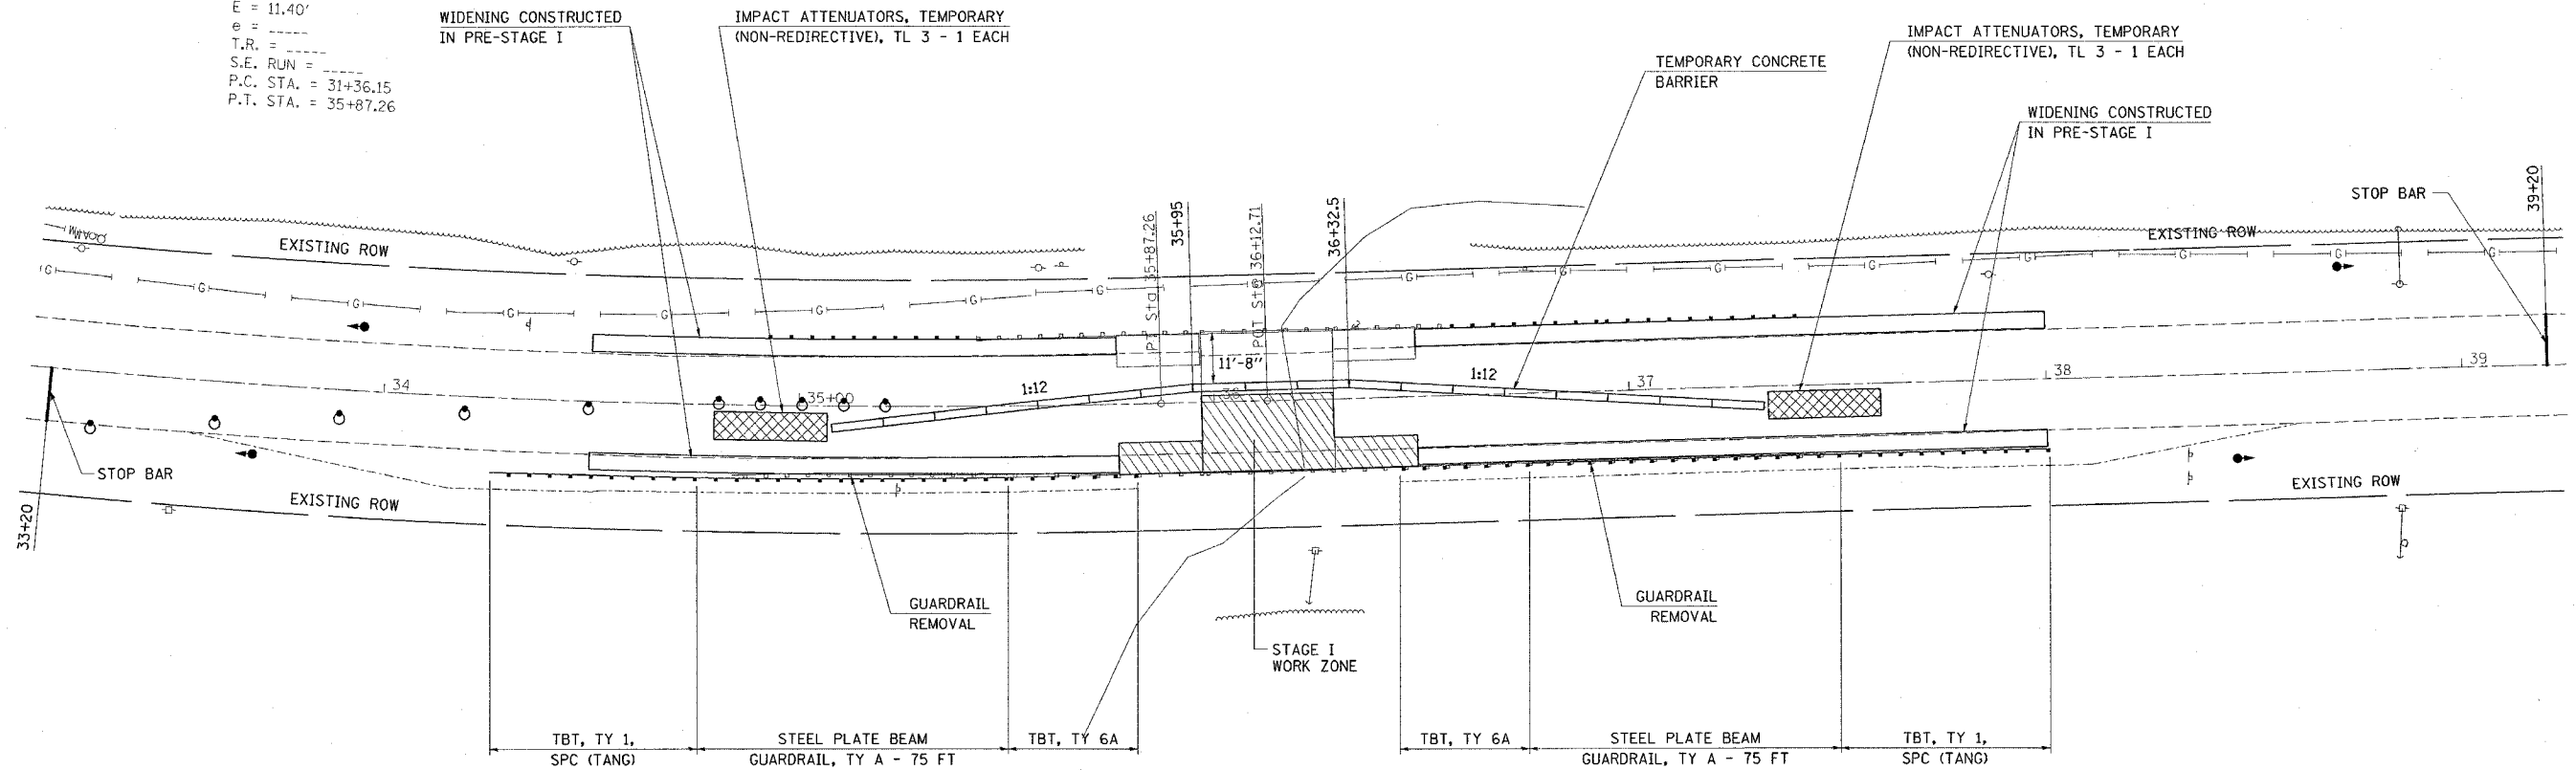 E = 11.40'
e = _____
T.R. = _____
S.E. RUN = _____
P.C. STA. = 31+36.15
P.T. STA. = 35+87.26
WIDENING CONSTRUCTED
IN PRE-STAGE I
IMPACT ATTENUATORS, TEMPORARY
(NON-REDIRECTIVE), TL 3 - 1 EACH
TEMPORARY CONCRETE
BARRIER
IMPACT ATTENUATORS, TEMPORARY
(NON-REDIRECTIVE), TL 3 - 1 EACH
WIDENING CONSTRUCTED
IN PRE-STAGE I
STOP BAR
39+20
EXISTING ROW
EXISTING ROW
PT Sta 35+87.26
35+95
POT Sta 36+12.71
36+32.5
G G G G G G G G G G G G G G G G
11'-8"
34
35+00
1:12
36
1:12
37
38
39
STOP BAR
33+20
EXISTING ROW
EXISTING ROW
GUARDRAIL
REMOVAL
STAGE I
WORK ZONE
GUARDRAIL
REMOVAL
TBT, TY 1,
SPC (TANG)
STEEL PLATE BEAM
GUARDRAIL, TY A - 75 FT
TBT, TY 6A
TBT, TY 6A
STEEL PLATE BEAM
GUARDRAIL, TY A - 75 FT
TBT, TY 1,
SPC (TANG)